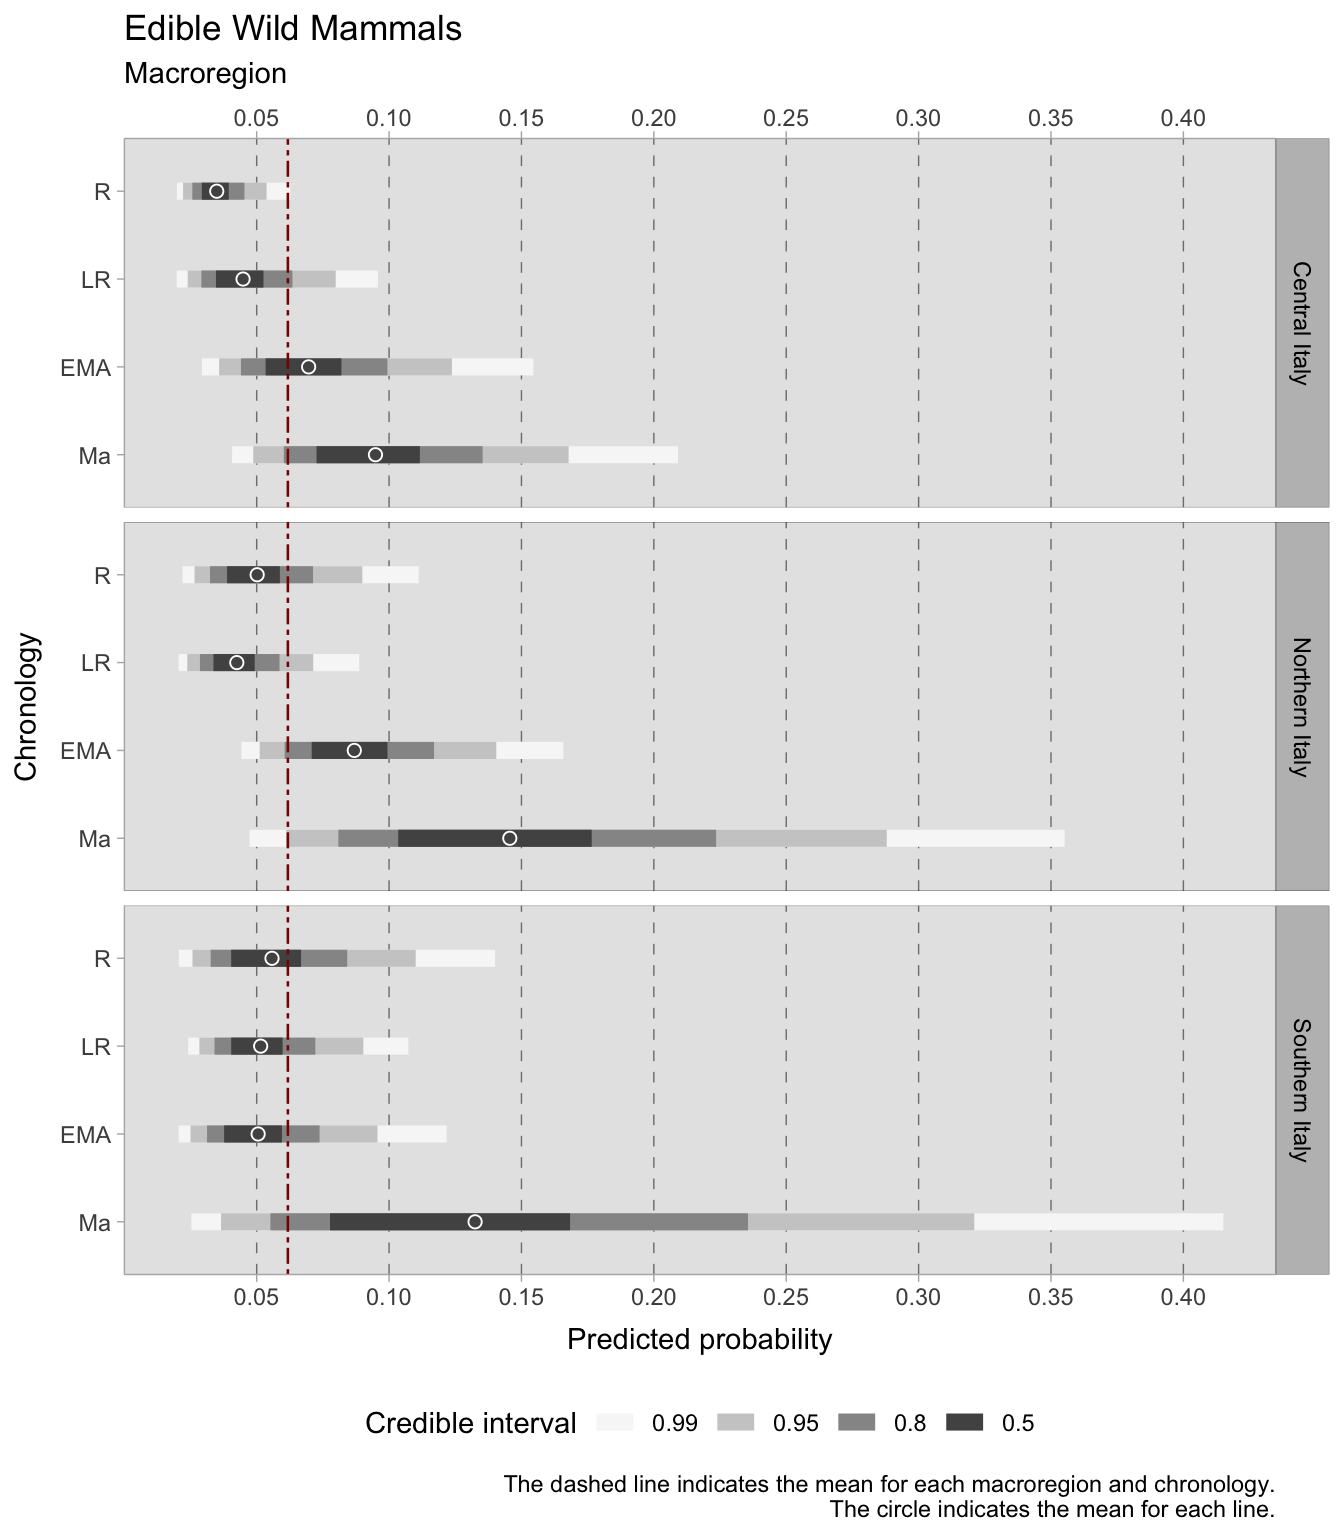 Edible Wild Mammals
Macroregion
0.05 0.10 0.15 0.20 0.25 0.30 0.35 0.40
R
LR
EMA
Ma
Central Italy
Chronology
R
LR
EMA
Ma
Northern Italy
R
LR
EMA
Ma
Southern Italy
0.05 0.10 0.15 0.20 0.25 0.30 0.35 0.40
Predicted probability
Credible interval 0.99 0.95 0.8 0.5
The dashed line indicates the mean for each macroregion and chronology.
The circle indicates the mean for each line.